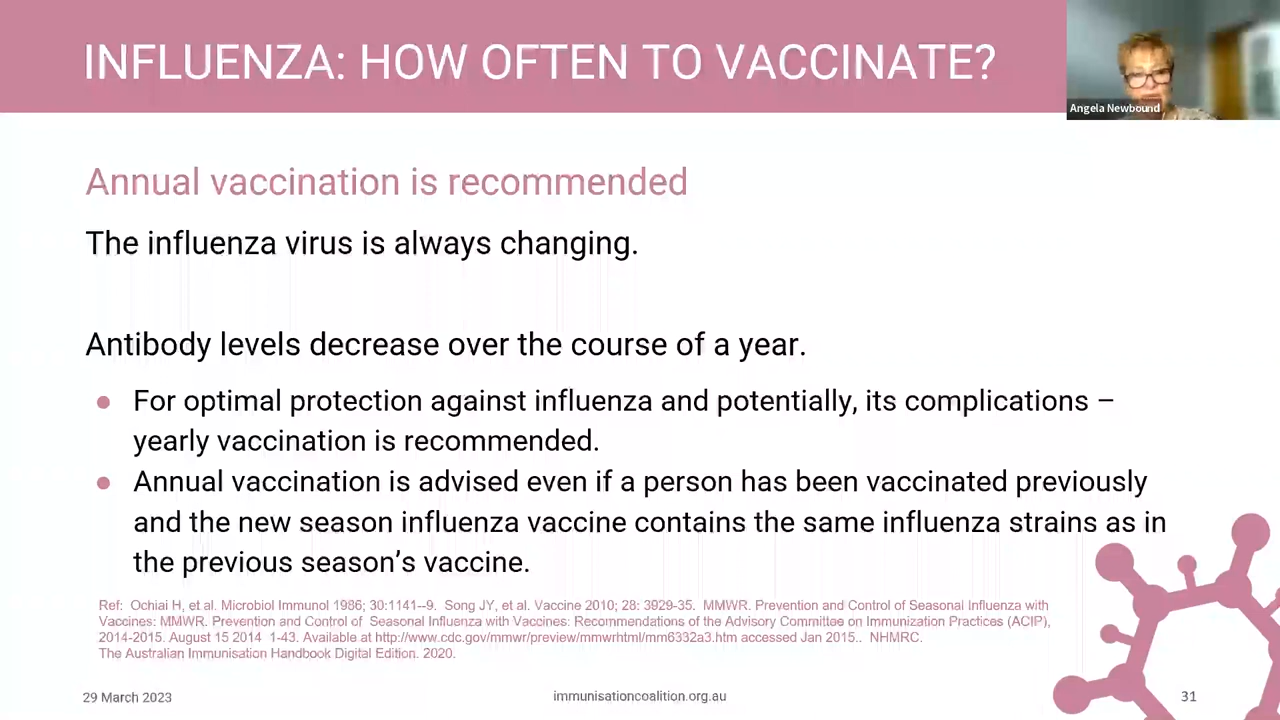 INFLUENZA: HOW OFTEN TO VACCINATE?
Angela Newbound
Annual vaccination is recommended
The influenza virus is always changing.
Antibody levels decrease over the course of a year.
● For optimal protection against influenza and potentially, its complications –
yearly vaccination is recommended.
● Annual vaccination is advised even if a person has been vaccinated previously
and the new season influenza vaccine contains the same influenza strains as in
the previous season’s vaccine.
Ref: Ochiai H, et al. Microbiol Immunol 1986; 30:1141--9. Song JY, et al. Vaccine 2010; 28: 3929-35. MMWR. Prevention and Control of Seasonal Influenza with
Vaccines: MMWR. Prevention and Control of Seasonal Influenza with Vaccines: Recommendations of the Advisory Committee on Immunization Practices (ACIP),
2014-2015. August 15 2014 1-43. Available at http://www.cdc.gov/mmwr/preview/mmwrhtml/mm6332a3.htm accessed Jan 2015.. NHMRC.
The Australian Immunisation Handbook Digital Edition. 2020.
29 March 2023
immunisationcoalition.org.au
31